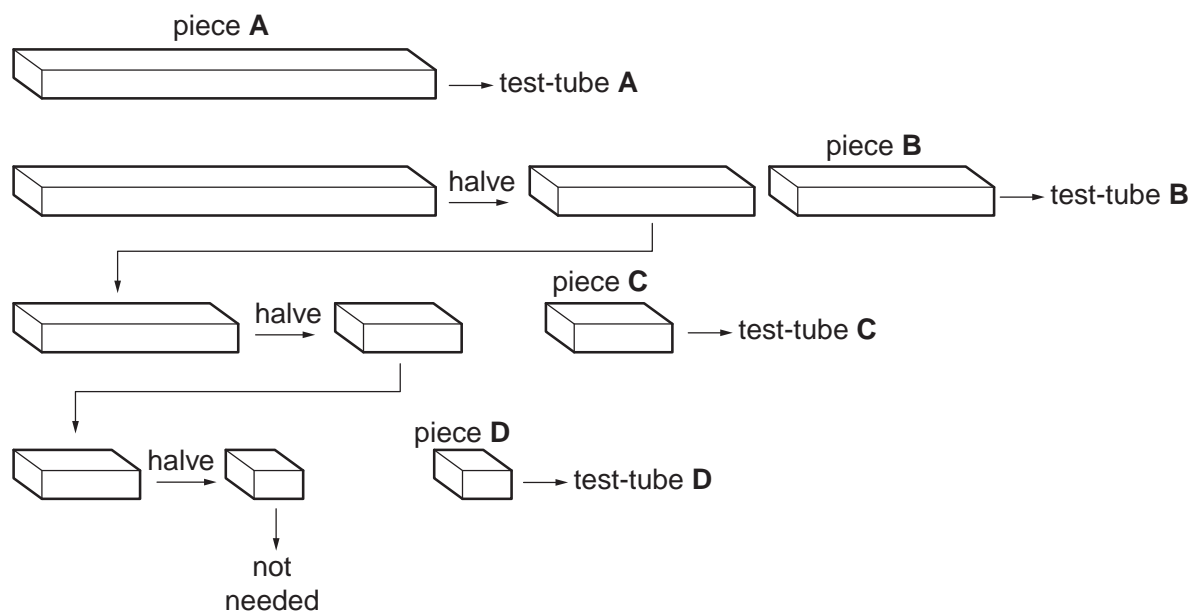 piece A
test-tube A
piece B
halve
test-tube B
piece C
halve
test-tube C
piece D
halve
test-tube D
not
needed